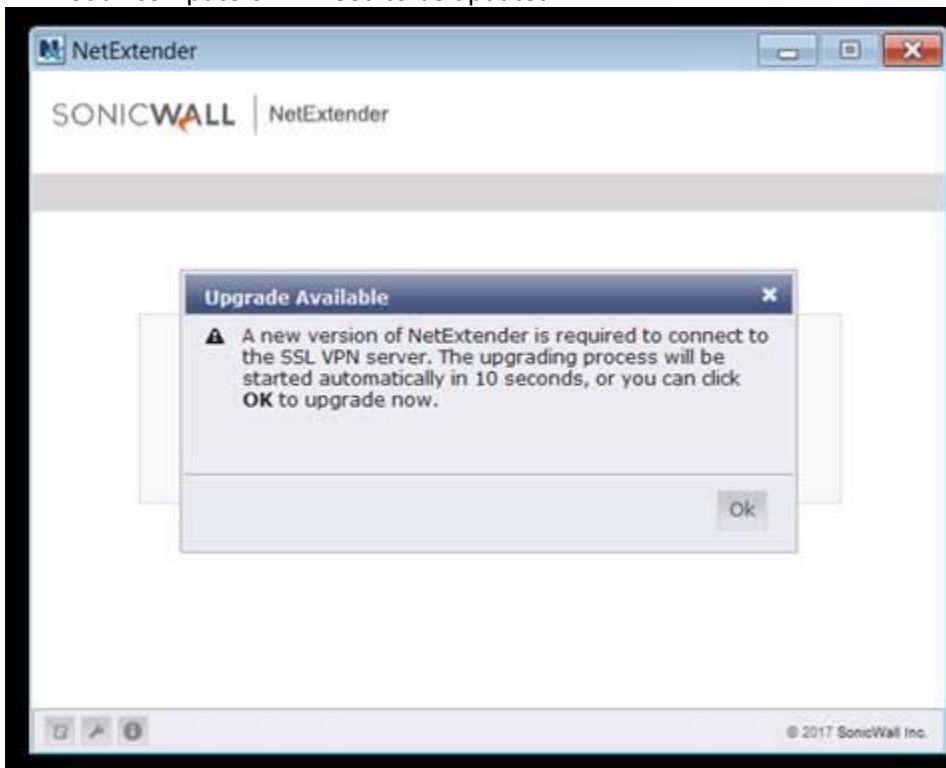 NetExtender
SONICWALL | NetExtender
Upgrade Available
A new version of NetExtender is required to connect to
the SSL VPN server. The upgrading process will be
started automatically in 10 seconds, or you can click
OK to upgrade now.
Ok
© 2017 SonicWall Inc.